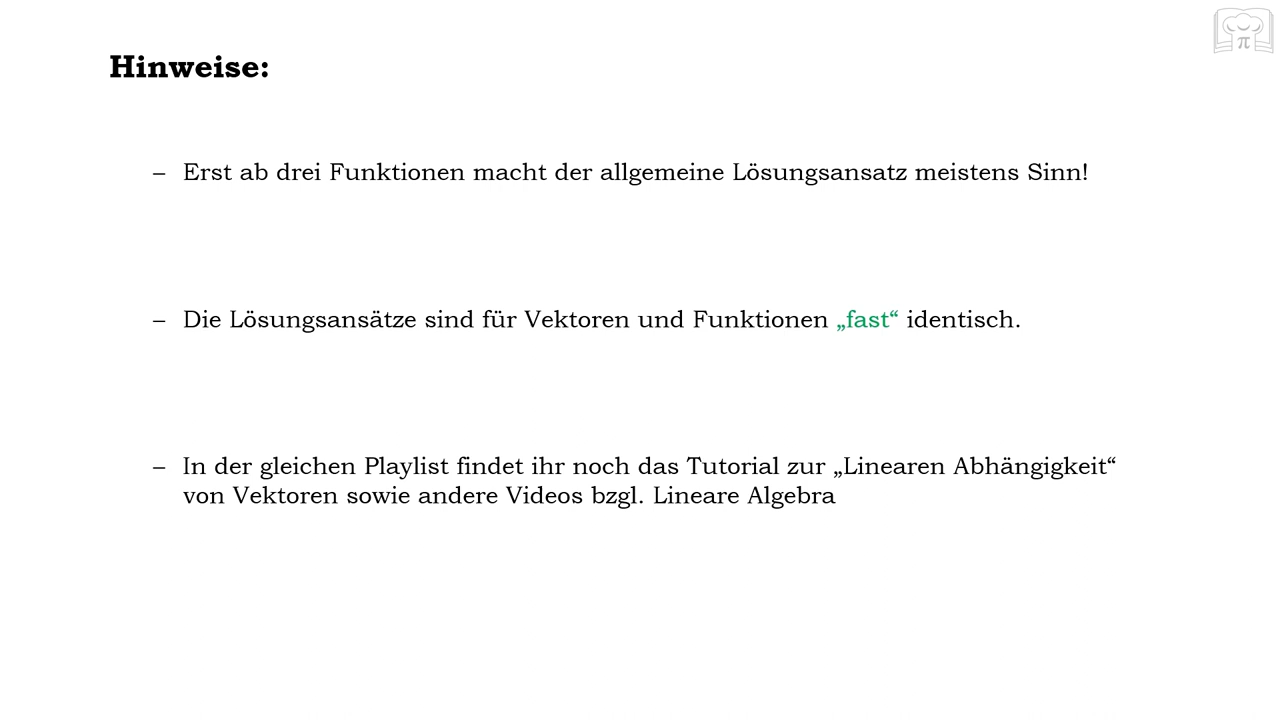 Hinweise:
– Erst ab drei Funktionen macht der allgemeine Lösungsansatz meistens Sinn!
– Die Lösungsansätze sind für Vektoren und Funktionen „fast“ identisch.
– In der gleichen Playlist findet ihr noch das Tutorial zur „Linearen Abhängigkeit“
von Vektoren sowie andere Videos bzgl. Lineare Algebra
π